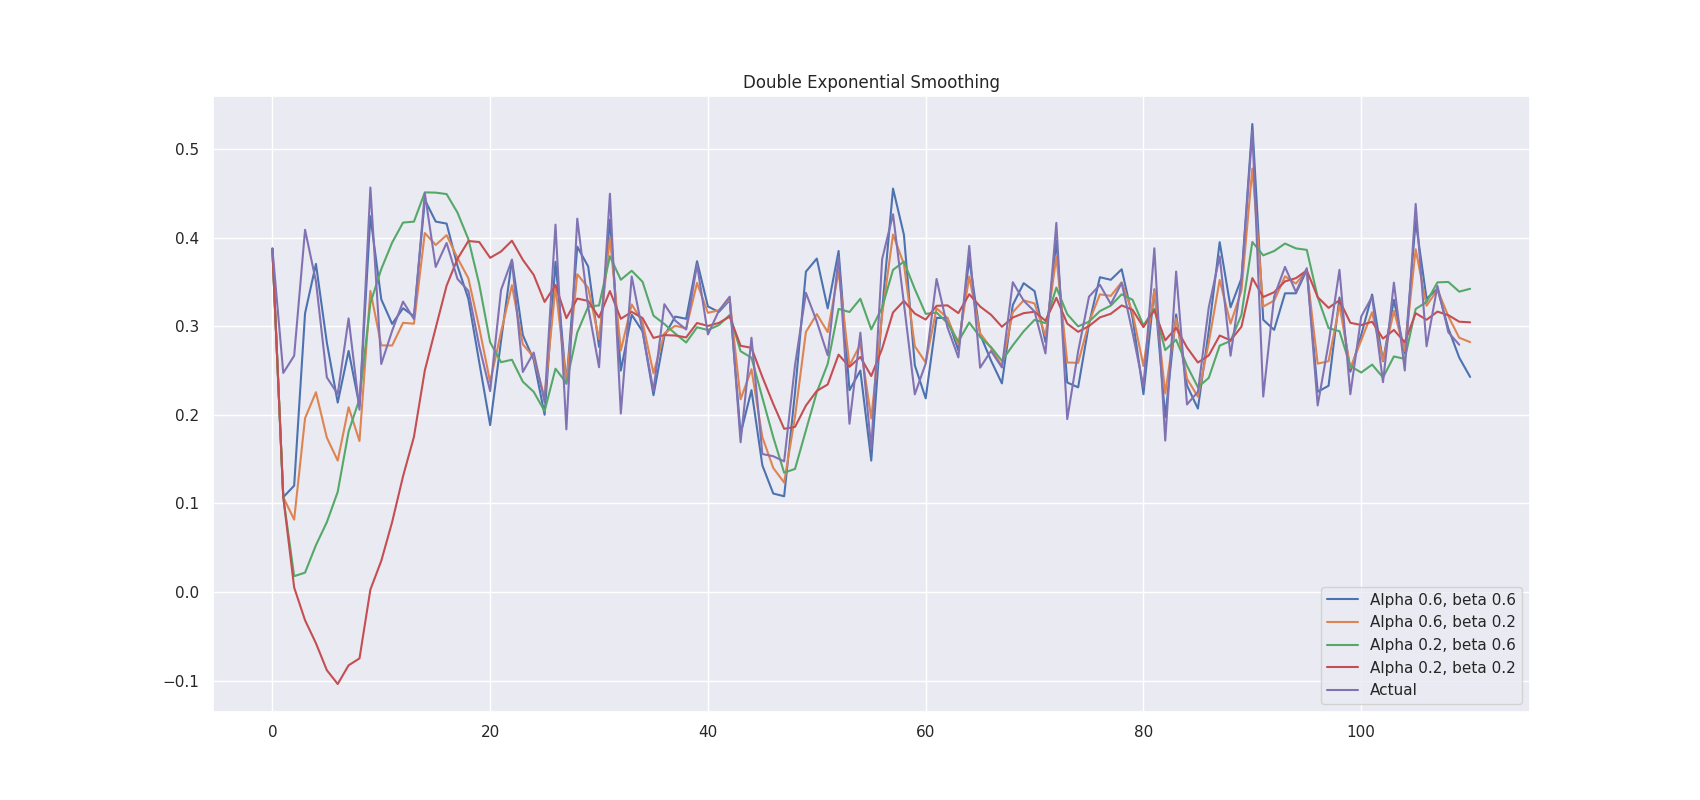 Double Exponential Smoothing
0.5
0.4
0.3
0.2
0.1
0.0
−0.1
0 20 40 60 80 100
Alpha 0.6, beta 0.6
Alpha 0.6, beta 0.2
Alpha 0.2, beta 0.6
Alpha 0.2, beta 0.2
Actual